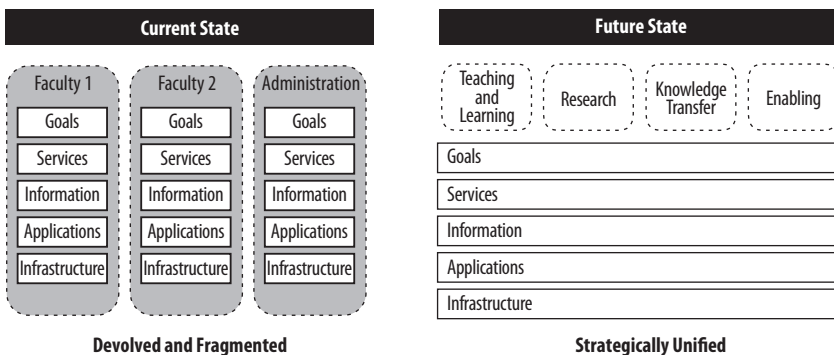 Current State
Faculty 1
Goals
Services
Information
Applications
Infrastructure
Faculty 2
Goals
Services
Information
Applications
Infrastructure
Administration
Goals
Services
Information
Applications
Infrastructure
Devolved and Fragmented
Future State
Teaching
and
Learning
Research
Knowledge
Transfer
Enabling
Goals
Services
Information
Applications
Infrastructure
Strategically Unified